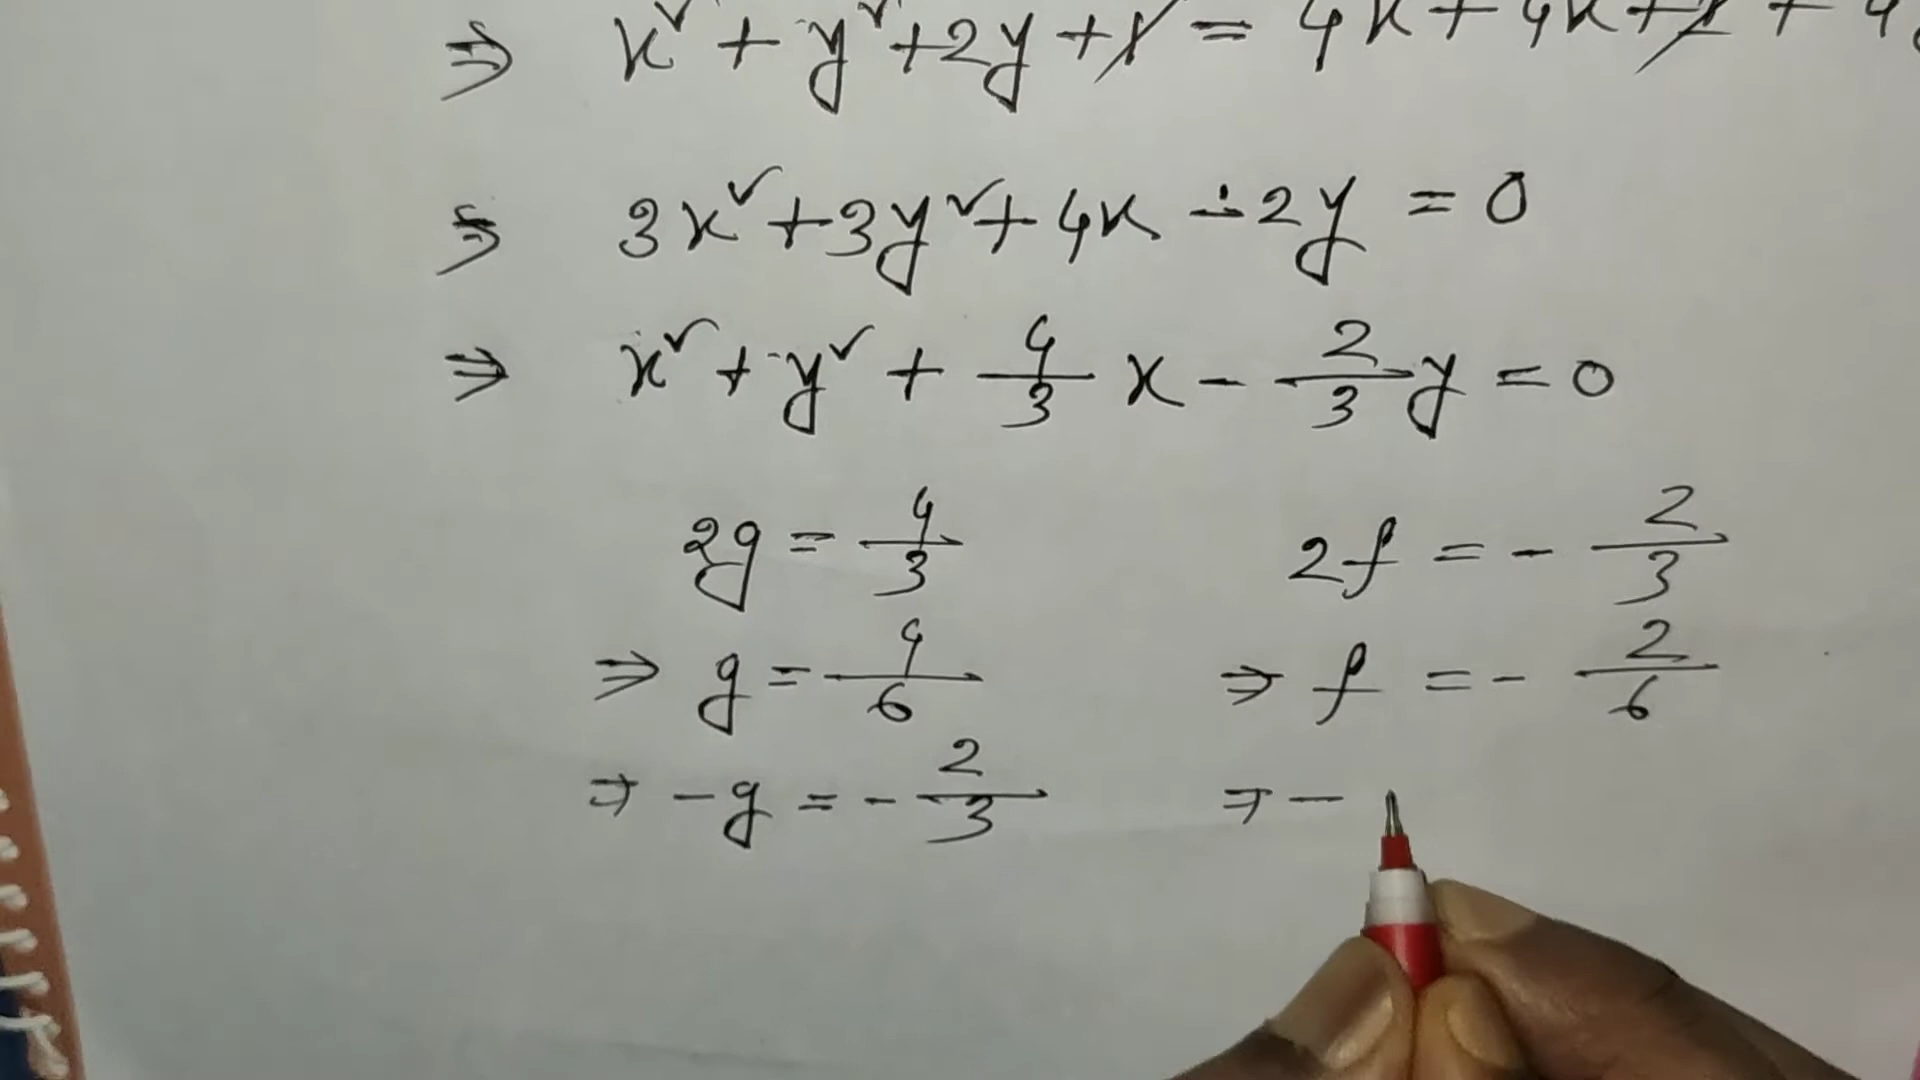 ⇒ x² + y² + 2y + 1 = 4x² + 4x + 1 + 4
⇒ 3x² + 3y² + 4x - 2y = 0
⇒ x² + y² + 4/3 x - 2/3 y = 0
2g = 4/3 2f = - 2/3
⇒ g = 4/6 ⇒ f = - 2/6
⇒ -g = - 2/3 ⇒ -